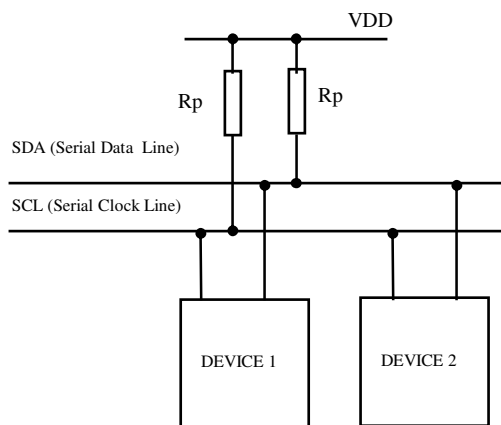 VDD
Rp
Rp
SDA (Serial Data Line)
SCL (Serial Clock Line)
DEVICE 1
DEVICE 2